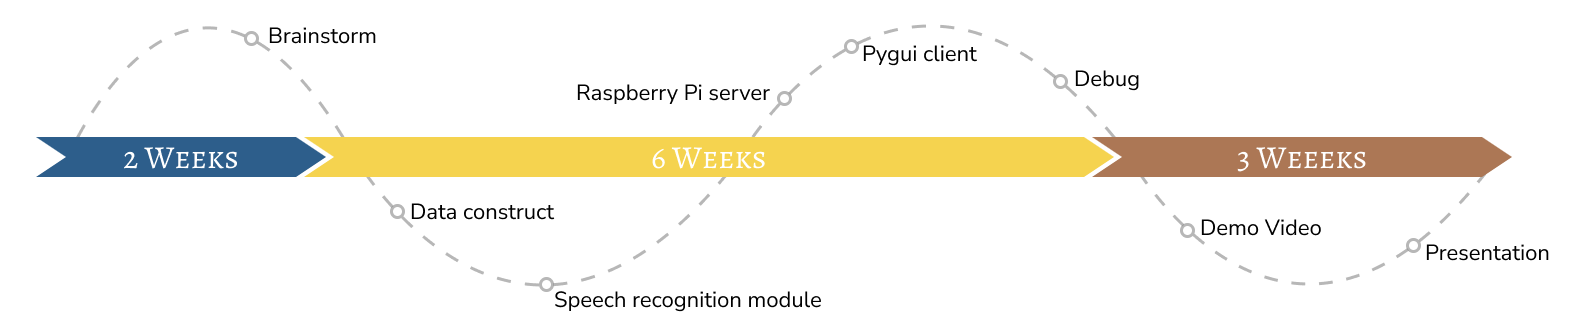 Brainstorm
Pygui client
Debug
Raspberry Pi server
2 Weeks
6 Weeks
3 Weeeks
Data construct
Demo Video
Presentation
Speech recognition module